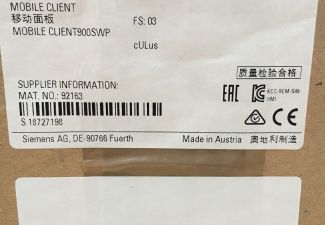 MOBILE CLIENT
移动面板
MOBILE CLIENT900SWP
FS: 03
cULus
SUPPLIER INFORMATION:
MAT. NO.: 92163
S 18727198
质量检验合格
EAC
CE
Siemens AG, DE-90766 Fuerth
Made in Austria
奥地利制造